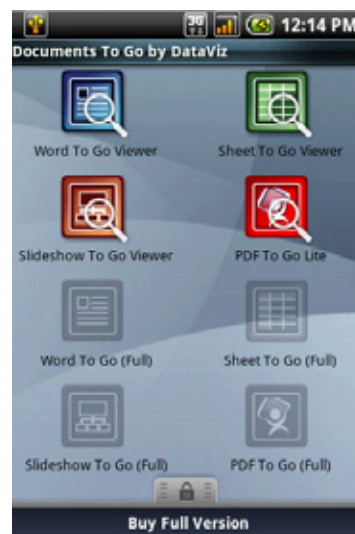 3G 12:14 PM
Documents To Go by DataViz
Word To Go Viewer
Sheet To Go Viewer
Slideshow To Go Viewer
PDF To Go Lite
Word To Go (Full)
Sheet To Go (Full)
Slideshow To Go (Full)
PDF To Go (Full)
Buy Full Version